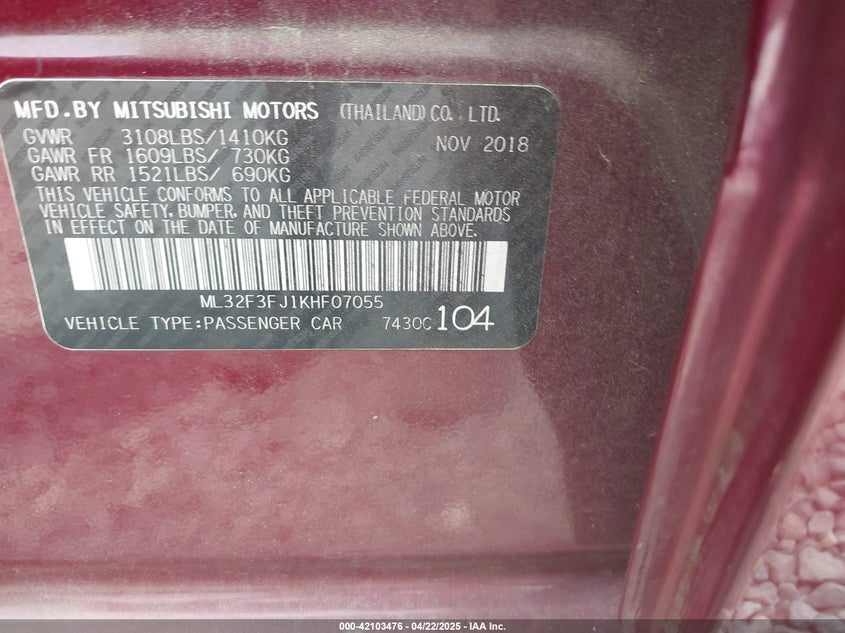 MFD.BY MITSUBISHI MOTORS (THAILAND) CO., LTD.
GVWR 3108LBS/1410KG NOV 2018
GAWR FR 1609LBS/ 730KG
GAWR RR 1521LBS/ 690KG
THIS VEHICLE CONFORMS TO ALL APPLICABLE FEDERAL MOTOR
VEHICLE SAFETY, BUMPER, AND THEFT PREVENTION STANDARDS
IN EFFECT ON THE DATE OF MANUFACTURE SHOWN ABOVE.
ML32F3FJ1KHF07055
VEHICLE TYPE:PASSENGER CAR 7430C 104
000-42103476 - 04/22/2025 - IAA Inc.